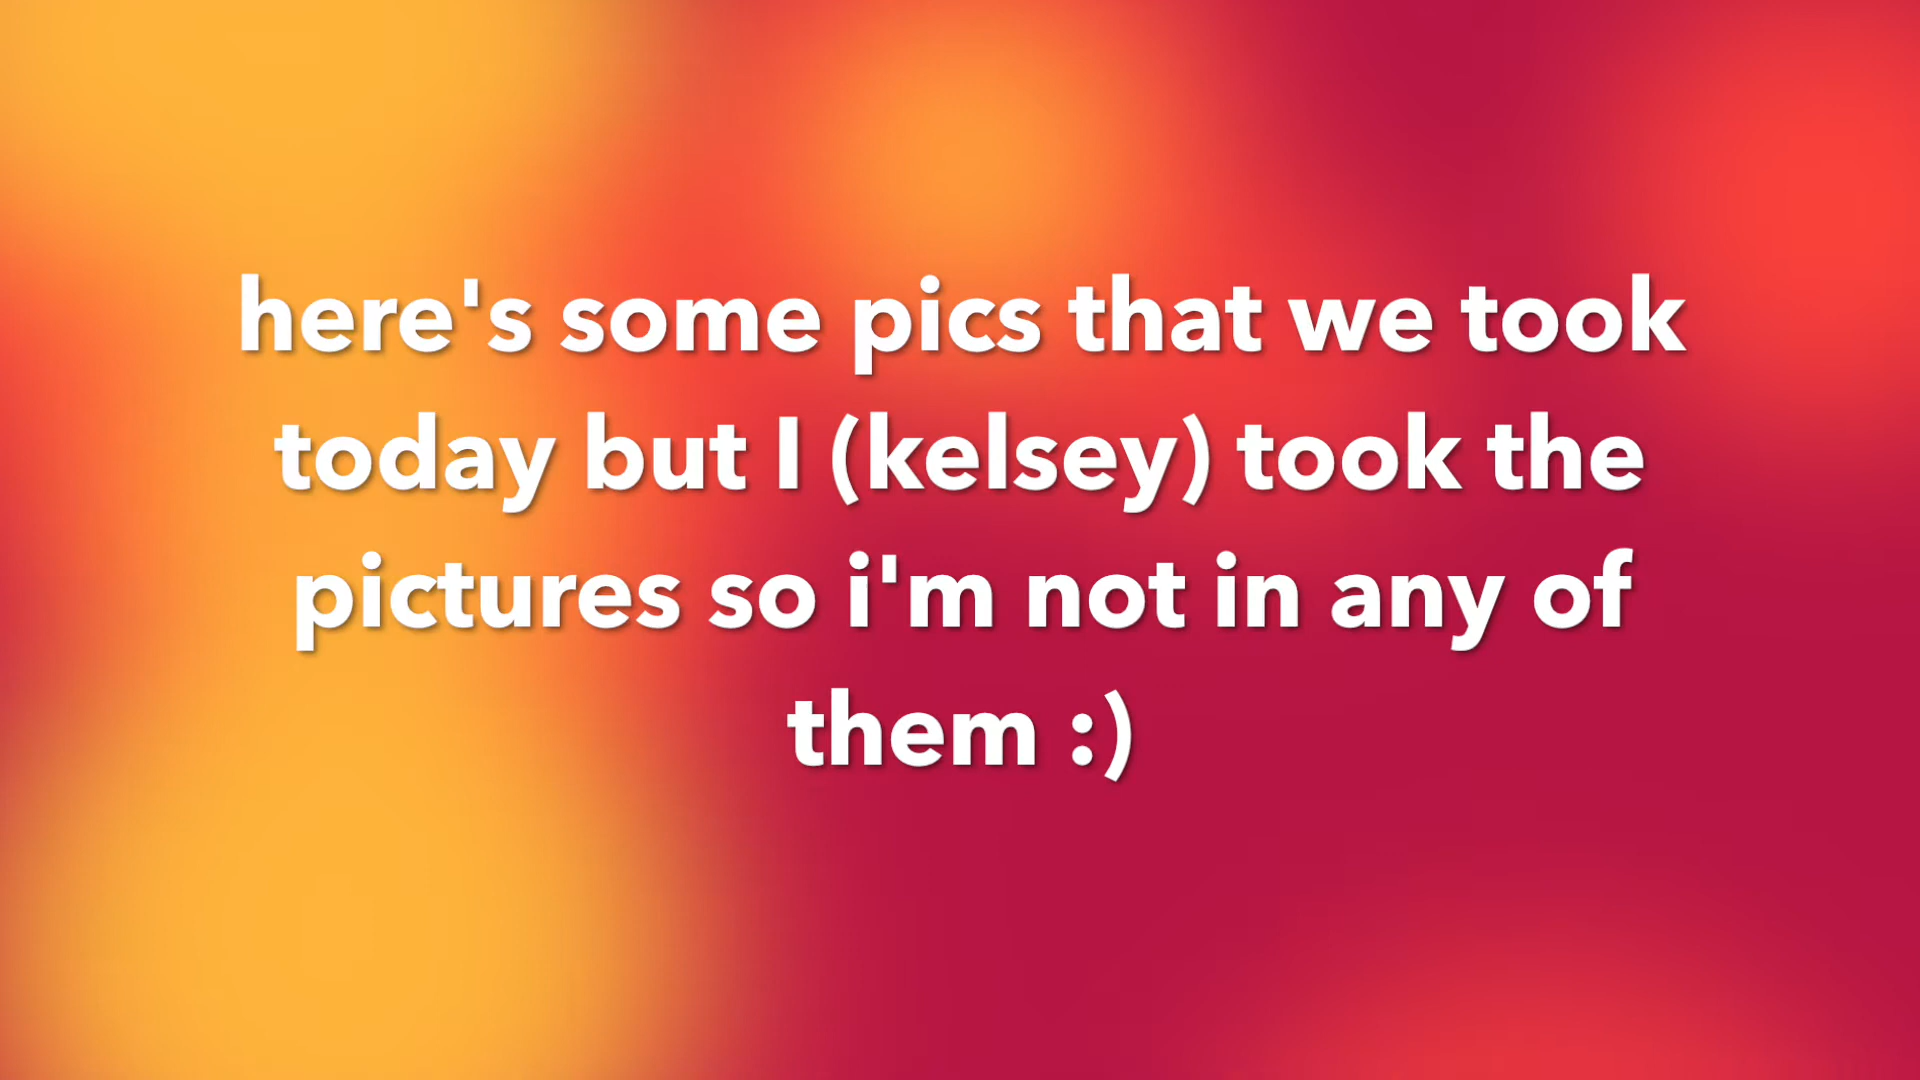 here's some pics that we took
today but I (kelsey) took the
pictures so i'm not in any of
them :)